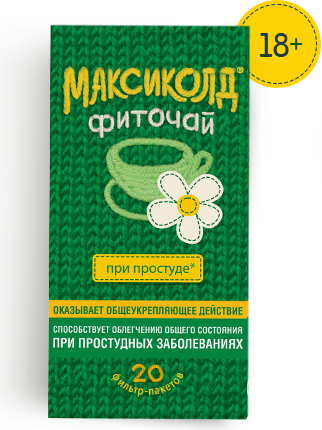 18+
МАКСИКОЛД®
фиточай
при простуде*
ОКАЗЫВАЕТ ОБЩЕУКРЕПЛЯЮЩЕЕ ДЕЙСТВИЕ
СПОСОБСТВУЕТ ОБЛЕГЧЕНИЮ ОБЩЕГО СОСТОЯНИЯ
ПРИ ПРОСТУДНЫХ ЗАБОЛЕВАНИЯХ
20
фильтр-пакетов